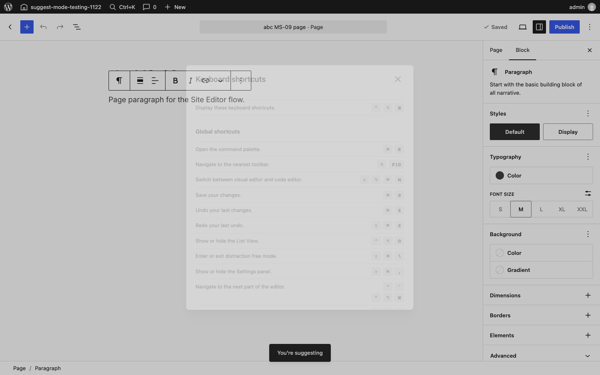 suggest-mode-testing-1122 Ctrl+K 0 New admin
abc MS-09 page · Page
Saved
Publish
Page Block
Paragraph
Start with the basic building block of
all narrative.
Styles
Default Display
Typography
Color
FONT SIZE
S M L XL XXL
Background
Color
Gradient
Dimensions
Borders
Elements
Advanced
B I
Page paragraph for the Site Editor flow.
Keyboard shortcuts
Display these keyboard shortcuts.
Global shortcuts
Open the command palette.
Navigate to the nearest toolbar. F10
Switch between visual editor and code editor.
Save your changes.
Undo your last changes.
Redo your last undo.
Show or hide the List View.
Enter or exit distraction free mode.
Show or hide the Settings panel.
Navigate to the next part of the editor.
You're suggesting
Page / Paragraph